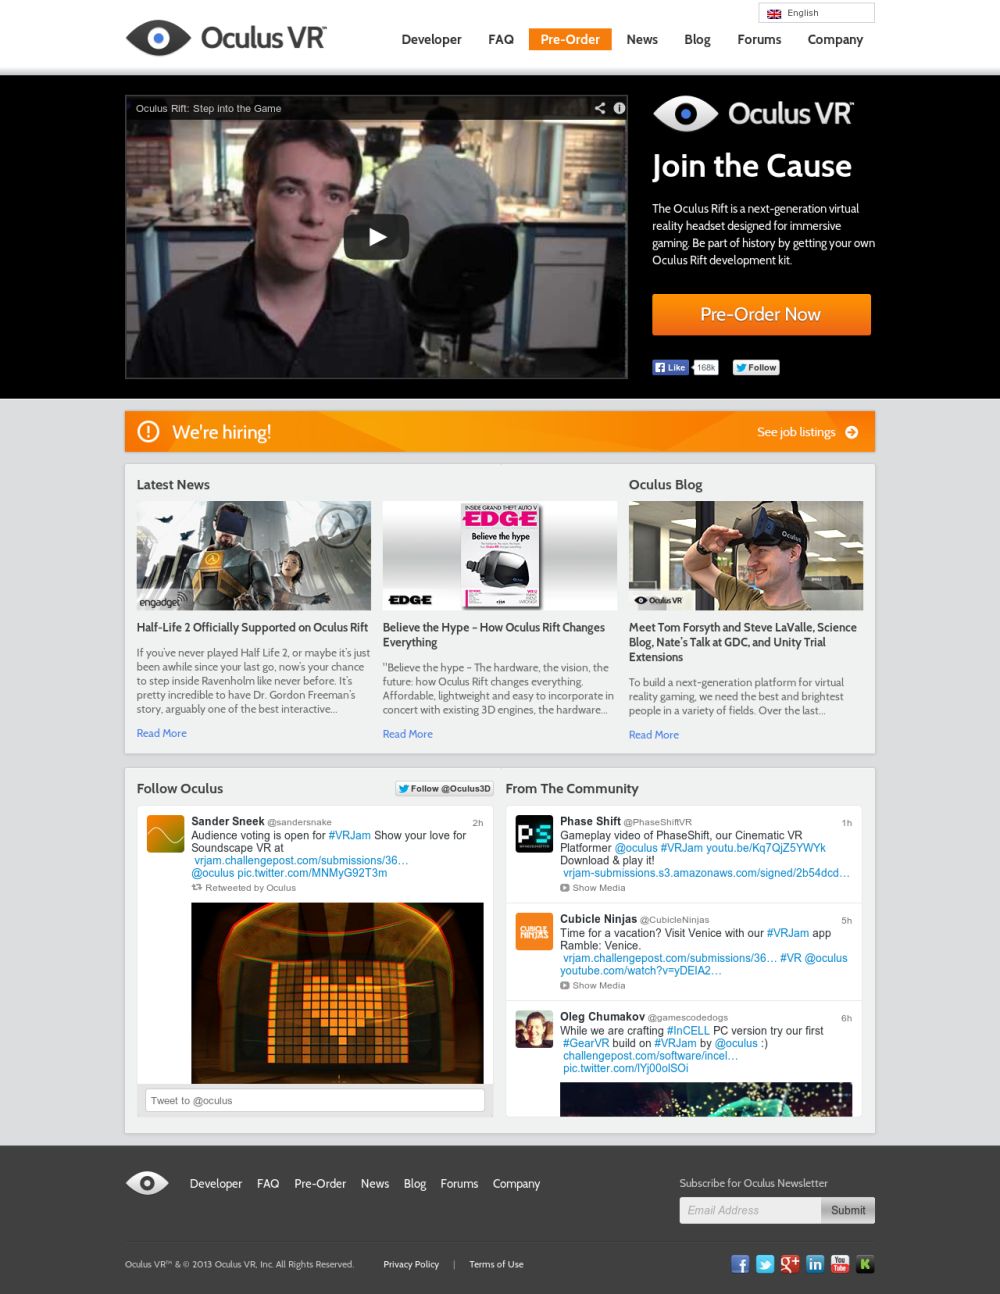 English
Oculus VR™
Developer FAQ Pre-Order News Blog Forums Company
Oculus Rift: Step into the Game
Oculus VR™
Join the Cause
The Oculus Rift is a next-generation virtual
reality headset designed for immersive
gaming. Be part of history by getting your own
Oculus Rift development kit.
Pre-Order Now
Like 168k Follow
We're hiring!
See job listings
Latest News
engadget
Half-Life 2 Officially Supported on Oculus Rift
If you've never played Half Life 2, or maybe it's just
been awhile since your last go, now's your chance
to step inside Ravenholm like never before. It's
pretty incredible to have Dr. Gordon Freeman's
story, arguably one of the best interactive...
Read More
INSIDE GRAND THEFT AUTO V
EDGE
Believe the hype
EDGE
Believe the Hype – How Oculus Rift Changes
Everything
"Believe the hype – The hardware, the vision, the
future: how Oculus Rift changes everything.
Affordable, lightweight and easy to incorporate in
concert with existing 3D engines, the hardware...
Read More
Oculus Blog
Oculus
DELL
Oculus VR
Meet Tom Forsyth and Steve LaValle, Science
Blog, Nate's Talk at GDC, and Unity Trial
Extensions
To build a next-generation platform for virtual
reality gaming, we need the best and brightest
people in a variety of fields. Over the last...
Read More
Follow Oculus
Follow @Oculus3D
Sander Sneek @sandersnake 2h
Audience voting is open for #VRJam Show your love for
Soundscape VR at
vrjam.challengepost.com/submissions/36…
@oculus pic.twitter.com/MNMyG92T3m
Retweeted by Oculus
Tweet to @oculus
From The Community
PS
Phase Shift @PhaseShiftVR 1h
Gameplay video of PhaseShift, our Cinematic VR
Platformer @oculus #VRJam youtu.be/Kq7QjZ5YWYk
Download & play it!
vrjam-submissions.s3.amazonaws.com/signed/2b54dcd…
Show Media
CUBICLE
NINJAS
Cubicle Ninjas @CubicleNinjas 5h
Time for a vacation? Visit Venice with our #VRJam app
Ramble: Venice.
vrjam.challengepost.com/submissions/36… #VR @oculus
youtube.com/watch?v=yDEIA2…
Show Media
Oleg Chumakov @gamescodedogs 6h
While we are crafting #InCELL PC version try our first
#GearVR build on #VRJam by @oculus :)
challengepost.com/software/incel…
pic.twitter.com/lYj00olSOi
Developer FAQ Pre-Order News Blog Forums Company
Subscribe for Oculus Newsletter
Email Address Submit
Oculus VR™ & © 2013 Oculus VR, Inc. All Rights Reserved. Privacy Policy | Terms of Use
f g+ in You Tube K